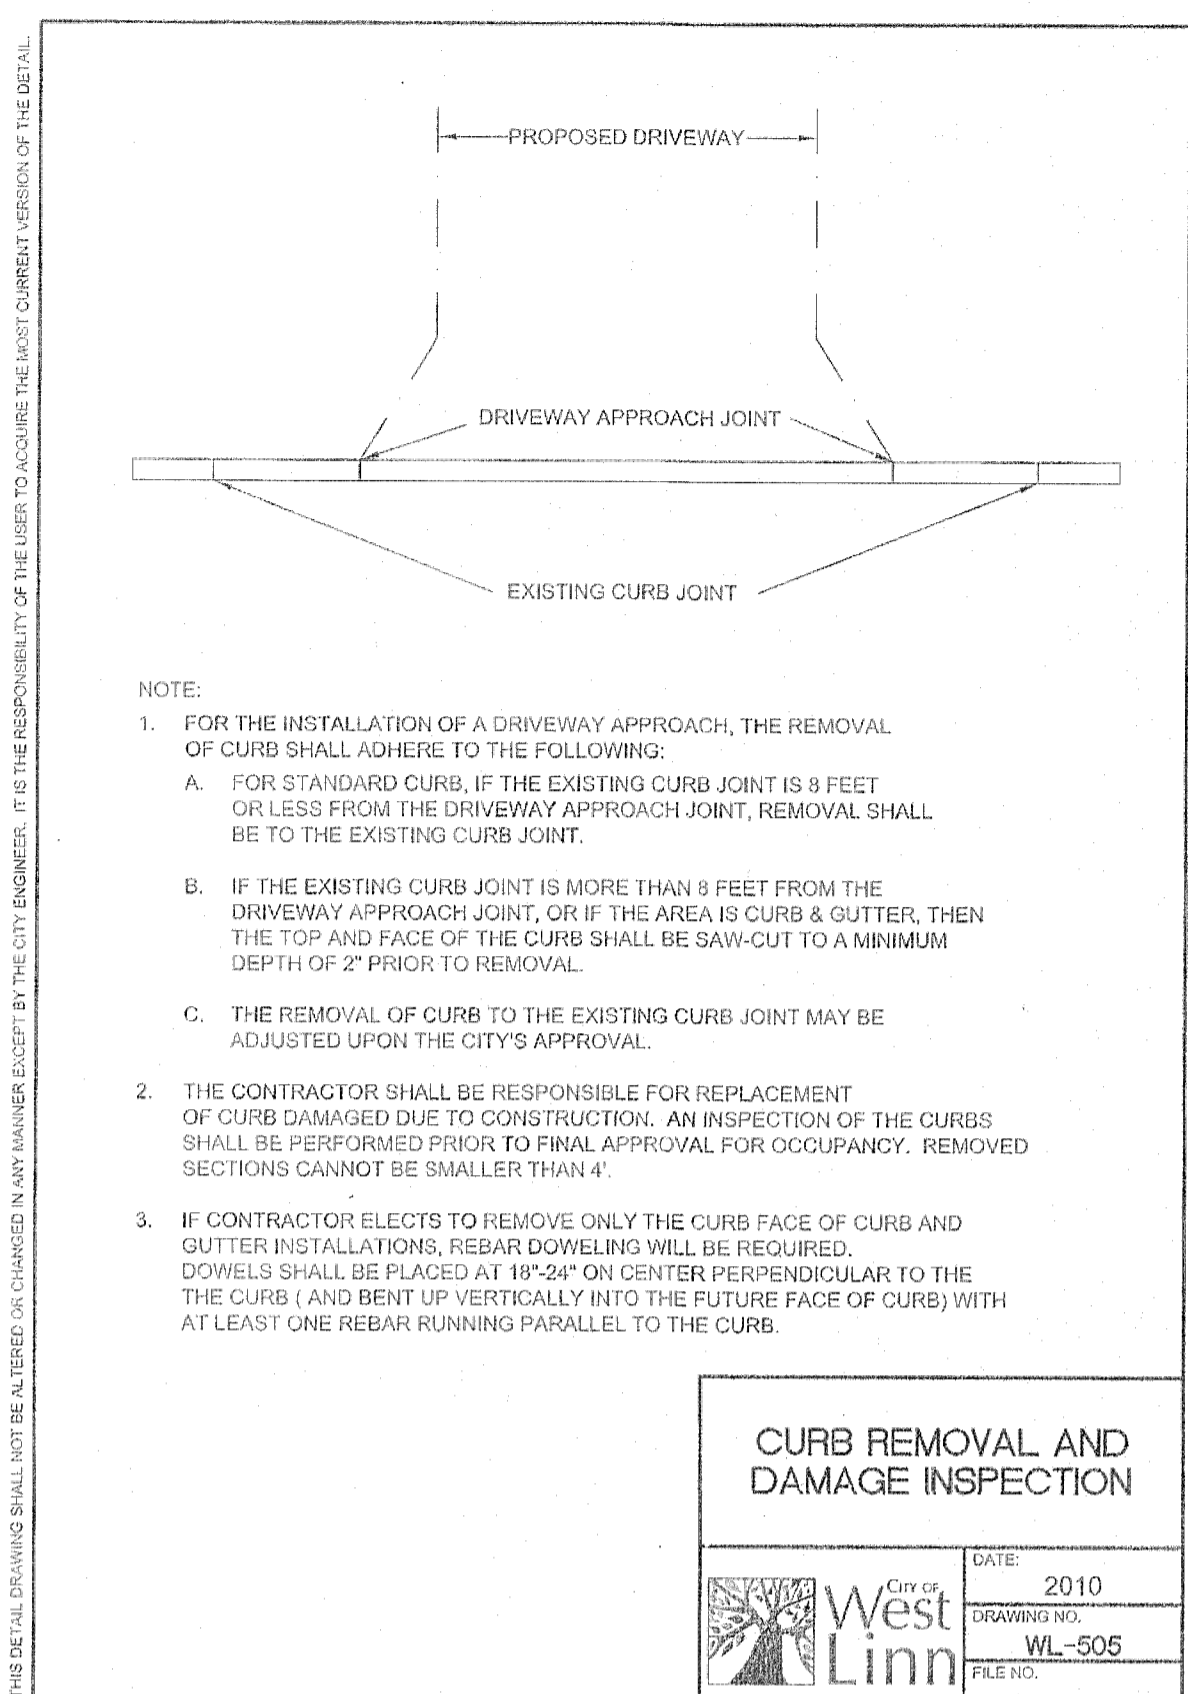 THIS DETAIL DRAWING SHALL NOT BE ALTERED OR CHANGED IN ANY MANNER EXCEPT BY THE CITY ENGINEER. IT IS THE RESPONSIBILITY OF THE USER TO ACQUIRE THE MOST CURRENT VERSION OF THE DETAIL.
PROPOSED DRIVEWAY
DRIVEWAY APPROACH JOINT
EXISTING CURB JOINT
NOTE:
1. FOR THE INSTALLATION OF A DRIVEWAY APPROACH, THE REMOVAL
OF CURB SHALL ADHERE TO THE FOLLOWING:
A. FOR STANDARD CURB, IF THE EXISTING CURB JOINT IS 8 FEET
OR LESS FROM THE DRIVEWAY APPROACH JOINT, REMOVAL SHALL
BE TO THE EXISTING CURB JOINT.
B. IF THE EXISTING CURB JOINT IS MORE THAN 8 FEET FROM THE
DRIVEWAY APPROACH JOINT, OR IF THE AREA IS CURB & GUTTER, THEN
THE TOP AND FACE OF THE CURB SHALL BE SAW-CUT TO A MINIMUM
DEPTH OF 2" PRIOR TO REMOVAL.
C. THE REMOVAL OF CURB TO THE EXISTING CURB JOINT MAY BE
ADJUSTED UPON THE CITY'S APPROVAL.
2. THE CONTRACTOR SHALL BE RESPONSIBLE FOR REPLACEMENT
OF CURB DAMAGED DUE TO CONSTRUCTION. AN INSPECTION OF THE CURBS
SHALL BE PERFORMED PRIOR TO FINAL APPROVAL FOR OCCUPANCY. REMOVED
SECTIONS CANNOT BE SMALLER THAN 4'.
3. IF CONTRACTOR ELECTS TO REMOVE ONLY THE CURB FACE OF CURB AND
GUTTER INSTALLATIONS, REBAR DOWELING WILL BE REQUIRED.
DOWELS SHALL BE PLACED AT 18"-24" ON CENTER PERPENDICULAR TO THE
THE CURB ( AND BENT UP VERTICALLY INTO THE FUTURE FACE OF CURB) WITH
AT LEAST ONE REBAR RUNNING PARALLEL TO THE CURB.
CURB REMOVAL AND
DAMAGE INSPECTION
CITY OF
West
Linn
DATE:
2010
DRAWING NO.
WL-505
FILE NO.